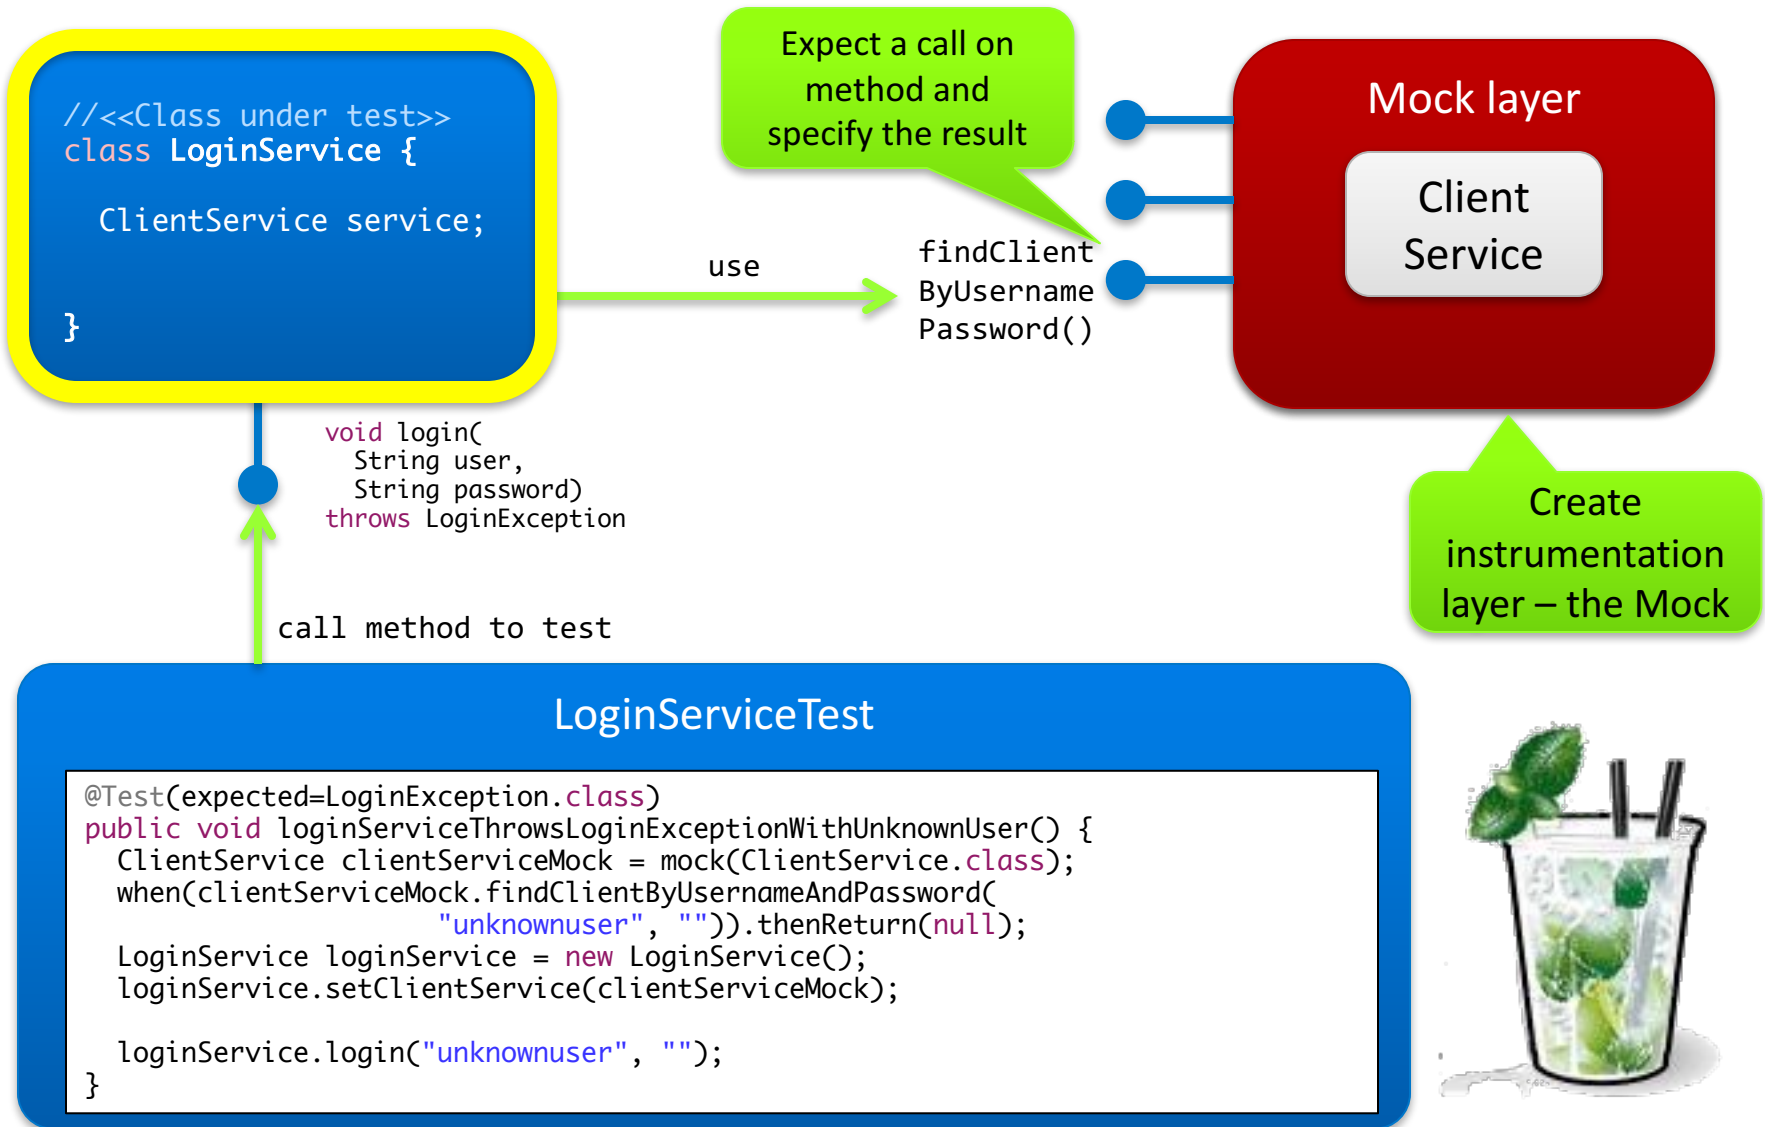 //<<Class under test>>
class LoginService {
ClientService service;
}
Expect a call on
method and
specify the result
Mock layer
Client
Service
use
findClient
ByUsername
Password()
void login(
String user,
String password)
throws LoginException
Create
instrumentation
layer – the Mock
call method to test
LoginServiceTest
@Test(expected=LoginException.class)
public void loginServiceThrowsLoginExceptionWithUnknownUser() {
ClientService clientServiceMock = mock(ClientService.class);
when(clientServiceMock.findClientByUsernameAndPassword(
"unknownuser", "")).thenReturn(null);
LoginService loginService = new LoginService();
loginService.setClientService(clientServiceMock);
loginService.login("unknownuser", "");
}